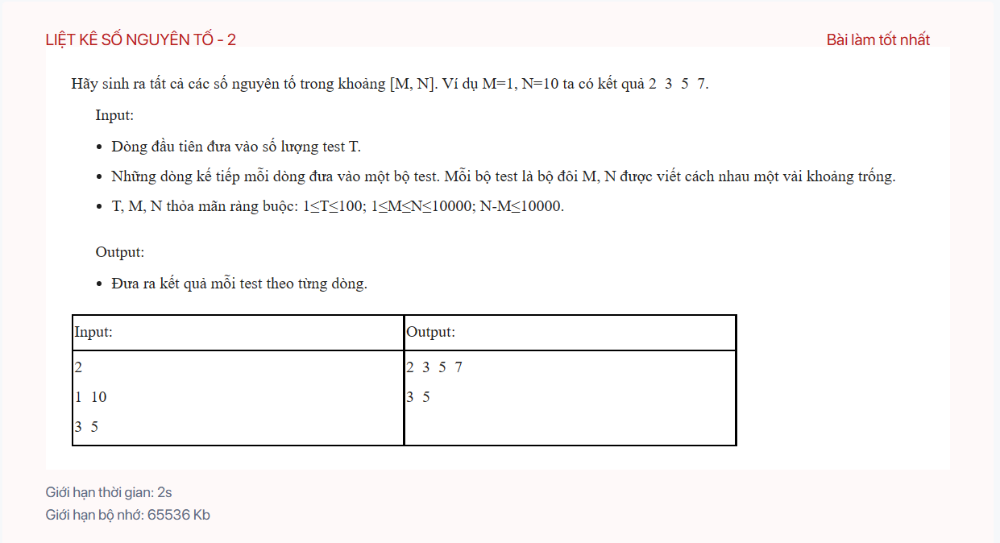 LIỆT KÊ SỐ NGUYÊN TỐ - 2
Bài làm tốt nhất
Hãy sinh ra tất cả các số nguyên tố trong khoảng [M, N]. Ví dụ M=1, N=10 ta có kết quả 2 3 5 7.
Input:
• Dòng đầu tiên đưa vào số lượng test T.
• Những dòng kế tiếp mỗi dòng đưa vào một bộ test. Mỗi bộ test là bộ đôi M, N được viết cách nhau một vài khoảng trống.
• T, M, N thỏa mãn ràng buộc: 1≤T≤100; 1≤M≤N≤10000; N-M≤10000.
Output:
• Đưa ra kết quả mỗi test theo từng dòng.
Input:
Output:
2
1 10
3 5
2 3 5 7
3 5
Giới hạn thời gian: 2s
Giới hạn bộ nhớ: 65536 Kb